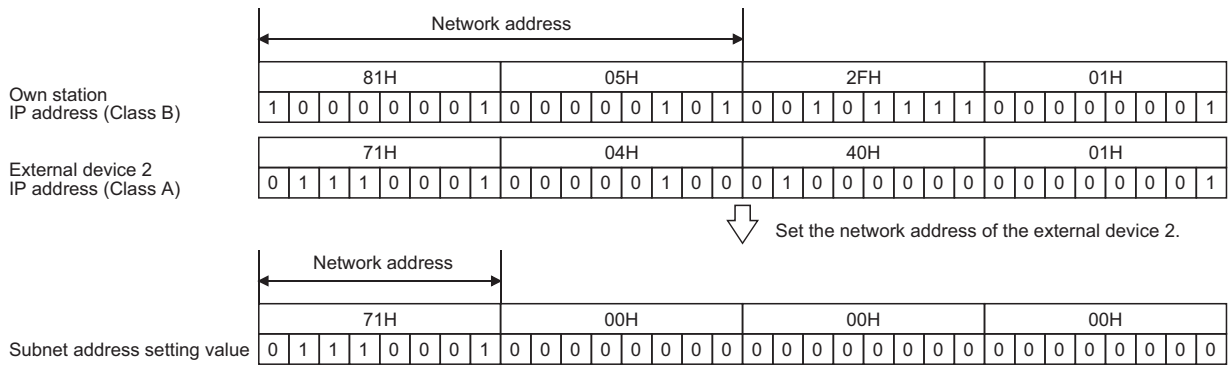 Network address
81H 05H 2FH 01H
Own station
IP address (Class B)
1 0 0 0 0 0 0 1 0 0 0 0 0 1 0 1 0 0 1 0 1 1 1 1 0 0 0 0 0 0 0 1
71H 04H 40H 01H
External device 2
IP address (Class A)
0 1 1 1 0 0 0 1 0 0 0 0 0 1 0 0 0 1 0 0 0 0 0 0 0 0 0 0 0 0 0 1
Set the network address of the external device 2.
Network address
71H 00H 00H 00H
Subnet address setting value 0 1 1 1 0 0 0 1 0 0 0 0 0 0 0 0 0 0 0 0 0 0 0 0 0 0 0 0 0 0 0 0